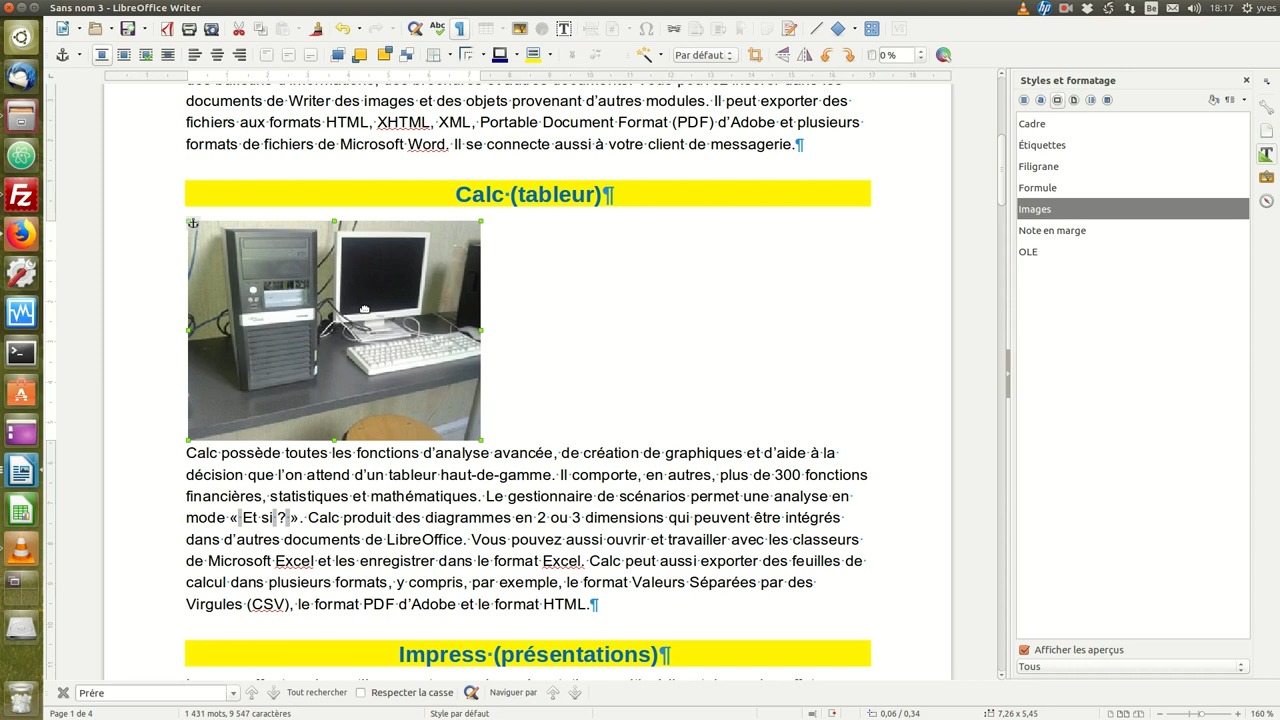 Sans nom 3 - LibreOffice Writer
Be
18:17
yves
Abc
Par défaut
0 %
documents·de·Writer·des·images·et·des·objets·provenant·d'autres·modules.·Il·peut·exporter·des·
fichiers·aux·formats·HTML,·XHTML,·XML,·Portable·Document·Format·(PDF)·d'Adobe·et·plusieurs·
formats·de·fichiers·de·Microsoft·Word.·Il·se·connecte·aussi·à·votre·client·de·messagerie.¶
Calc·(tableur)¶
Calc·possède·toutes·les·fonctions·d'analyse·avancée,·de·création·de·graphiques·et·d'aide·à·la·
décision·que·l'on·attend·d'un·tableur·haut-de-gamme.·Il·comporte,·en·autres,·plus·de·300·fonctions·
financières,·statistiques·et·mathématiques.·Le·gestionnaire·de·scénarios·permet·une·analyse·en·
mode·« Et·si ? ».·Calc·produit·des·diagrammes·en·2·ou·3·dimensions·qui·peuvent·être·intégrés·
dans·d'autres·documents·de·LibreOffice.·Vous·pouvez·aussi·ouvrir·et·travailler·avec·les·classeurs·
de·Microsoft·Excel·et·les·enregistrer·dans·le·format·Excel.·Calc·peut·aussi·exporter·des·feuilles·de·
calcul·dans·plusieurs·formats,·y·compris,·par·exemple,·le·format·Valeurs·Séparées·par·des·
Virgules·(CSV),·le·format·PDF·d'Adobe·et·le·format·HTML.¶
Impress·(présentations)¶
Styles et formatage
Cadre
Étiquettes
Filigrane
Formule
Images
Note en marge
OLE
Afficher les aperçus
Tous
Prére
Tout rechercher
Respecter la casse
Naviguer par
Page 1 de 4
1 431 mots, 9 547 caractères
Style par défaut
0,06 / 0,34
7,26 x 5,45
160 %